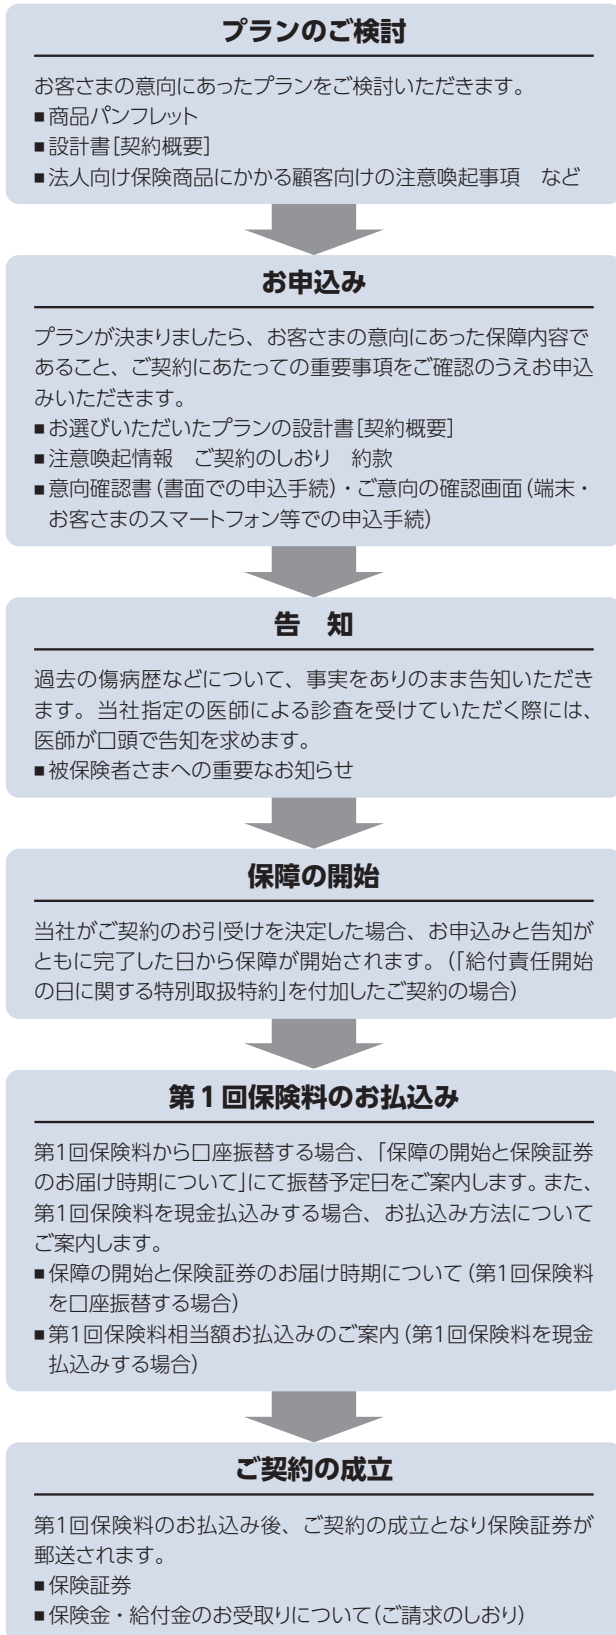 プランのご検討
お客さまの意向にあったプランをご検討いただきます。
■商品パンフレット
■設計書[契約概要]
■法人向け保険商品にかかる顧客向けの注意喚起事項　など
お申込み
プランが決まりましたら、お客さまの意向にあった保障内容で
あること、ご契約にあたっての重要事項をご確認のうえお申込
みいただきます。
■お選びいただいたプランの設計書[契約概要]
■注意喚起情報　ご契約のしおり　約款
■意向確認書(書面での申込手続)・ご意向の確認画面(端末・
お客さまのスマートフォン等での申込手続)
告　知
過去の傷病歴などについて、事実をありのまま告知いただき
ます。当社指定の医師による診査を受けていただく際には、
医師が口頭で告知を求めます。
■被保険者さまへの重要なお知らせ
保障の開始
当社がご契約のお引受けを決定した場合、お申込みと告知が
ともに完了した日から保障が開始されます。(「給付責任開始
の日に関する特別取扱特約」を付加したご契約の場合)
第1回保険料のお払込み
第1回保険料から口座振替する場合、「保障の開始と保険証券
のお届け時期について」にて振替予定日をご案内します。また、
第1回保険料を現金払込みする場合、お払込み方法について
ご案内します。
■保障の開始と保険証券のお届け時期について(第1回保険料
を口座振替する場合)
■第1回保険料相当額お払込みのご案内(第1回保険料を現金
払込みする場合)
ご契約の成立
第1回保険料のお払込み後、ご契約の成立となり保険証券が
郵送されます。
■保険証券
■保険金・給付金のお受取りについて(ご請求のしおり)